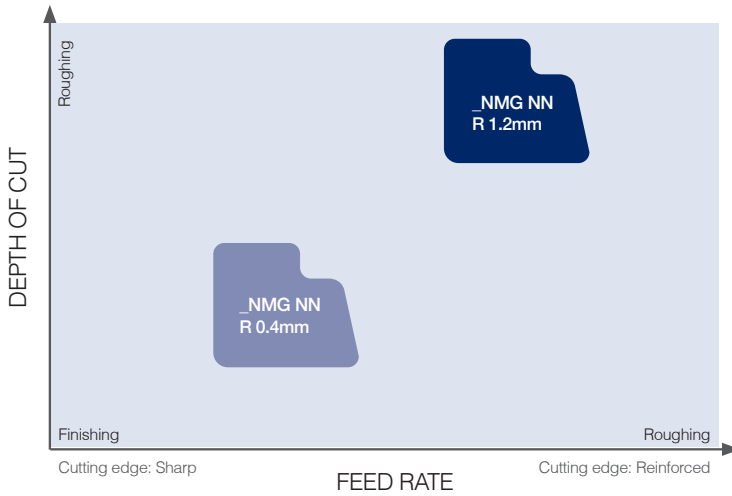 Roughing
_NMG NN
R 1.2mm
DEPTH OF CUT
_NMG NN
R 0.4mm
Finishing
Roughing
Cutting edge: Sharp
Cutting edge: Reinforced
FEED RATE